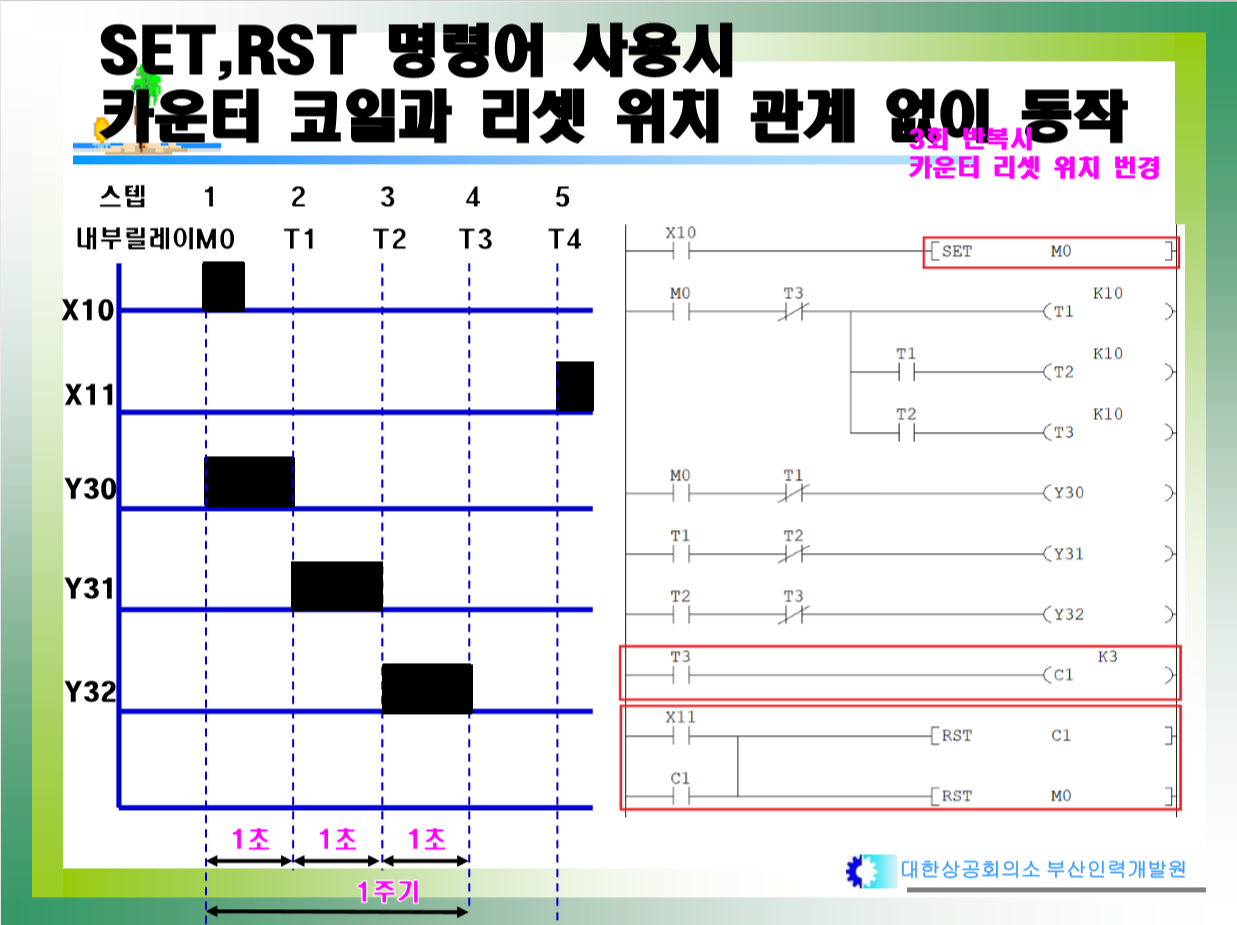 SET,RST 명령어 사용시
카운터 코일과 리셋 위치 관계 없이 동작
3회 반복시
카운터 리셋 위치 번경
스텝 1 2 3 4 5
내부릴레이M0 T1 T2 T3 T4
X10
X11
Y30
Y31
Y32
1초 1초 1초
1주기
X10
SET M0
M0 T3 K10
T1
T1 K10
T2
T2 K10
T3
M0 T1
Y30
T1 T2
Y31
T2 T3
Y32
T3 K3
C1
X11
RST C1
C1
RST M0
대한상공회의소 부산인력개발원